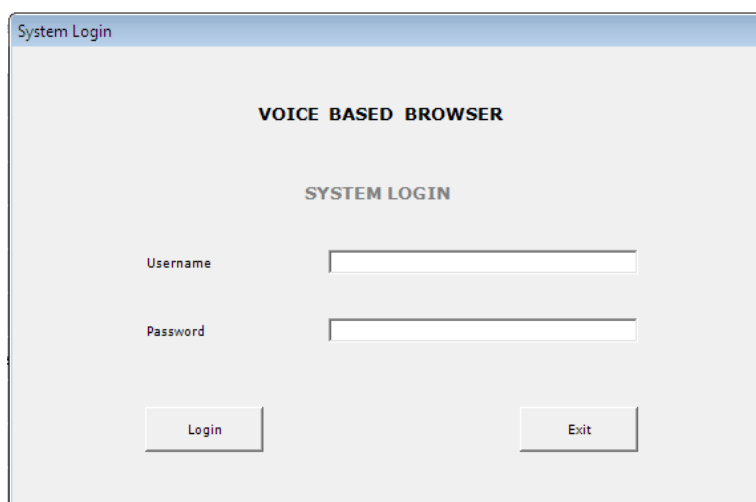 System Login
VOICE BASED BROWSER
SYSTEM LOGIN
Username
Password
Login Exit